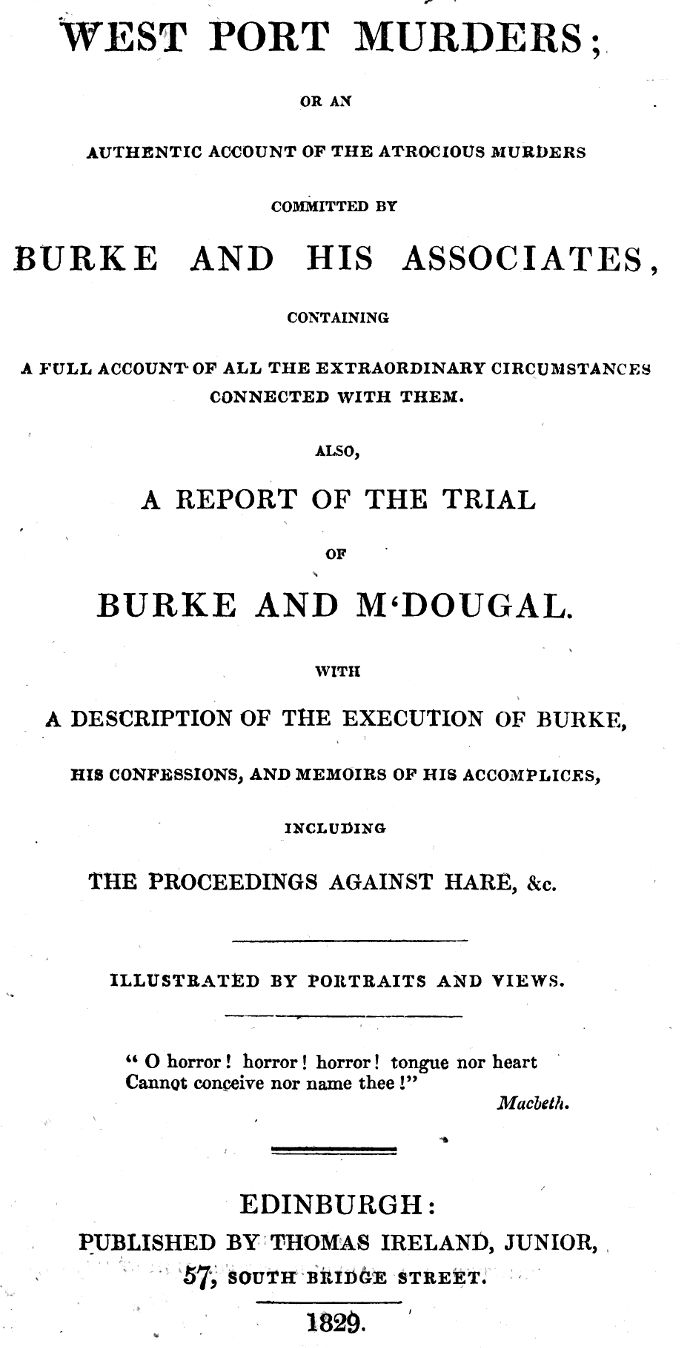 WEST PORT MURDERS;
OR AN
AUTHENTIC ACCOUNT OF THE ATROCIOUS MURDERS
COMMITTED BY
BURKE AND HIS ASSOCIATES,
CONTAINING
A FULL ACCOUNT OF ALL THE EXTRAORDINARY CIRCUMSTANCES
CONNECTED WITH THEM.
ALSO,
A REPORT OF THE TRIAL
OF
BURKE AND M‘DOUGAL.
WITH
A DESCRIPTION OF THE EXECUTION OF BURKE,
HIS CONFESSIONS, AND MEMOIRS OF HIS ACCOMPLICES,
INCLUDING
THE PROCEEDINGS AGAINST HARE, &c.
ILLUSTRATED BY PORTRAITS AND VIEWS.
“ O horror! horror! horror! tongue nor heart
Cannot conceive nor name thee!”
Macbeth.
EDINBURGH:
PUBLISHED BY THOMAS IRELAND, JUNIOR,
57, SOUTH BRIDGE STREET.
1829.